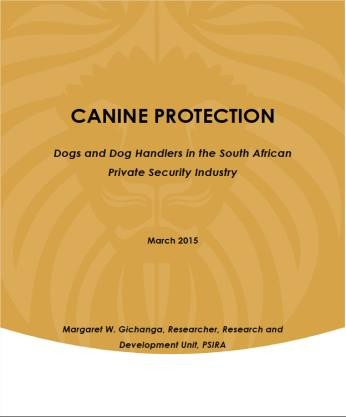 CANINE PROTECTION
Dogs and Dog Handlers in the South African
Private Security Industry
March 2015
Margaret W. Gichanga, Researcher, Research and
Development Unit, PSIRA